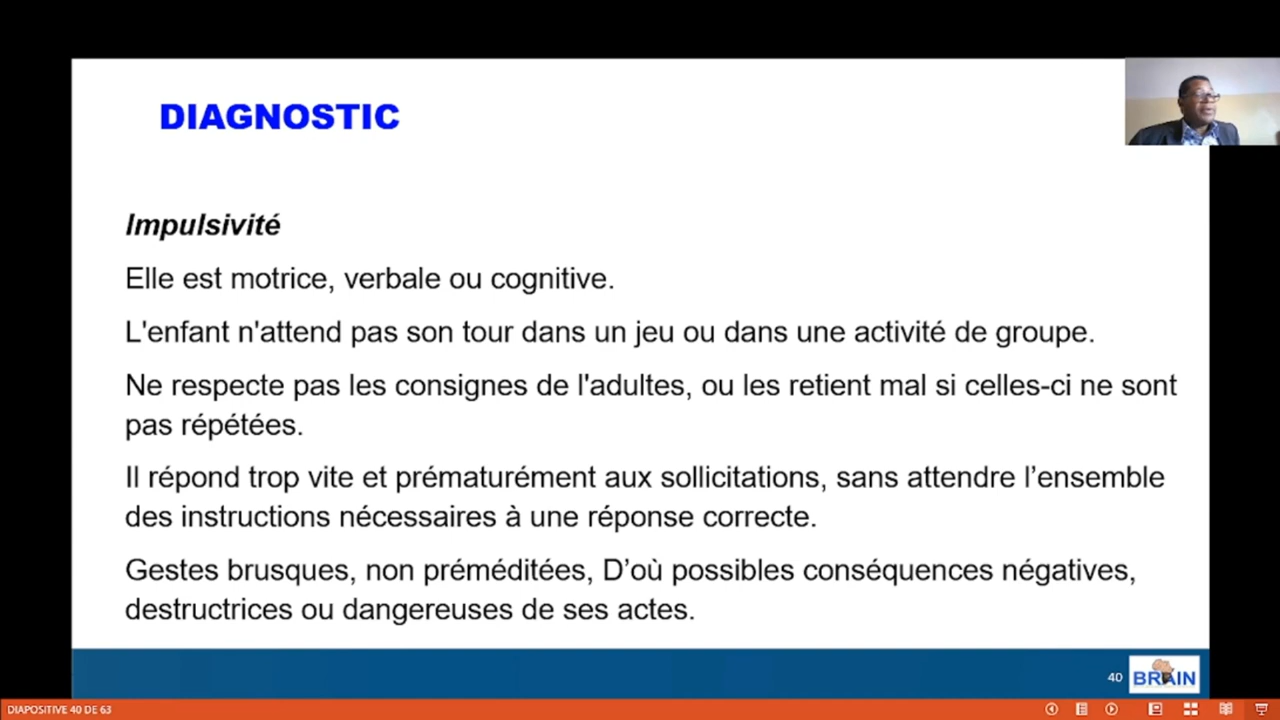 DIAGNOSTIC
Impulsivité
Elle est motrice, verbale ou cognitive.
L'enfant n'attend pas son tour dans un jeu ou dans une activité de groupe.
Ne respecte pas les consignes de l'adultes, ou les retient mal si celles-ci ne sont
pas répétées.
Il répond trop vite et prématurément aux sollicitations, sans attendre l’ensemble
des instructions nécessaires à une réponse correcte.
Gestes brusques, non préméditées, D’où possibles conséquences négatives,
destructrices ou dangereuses de ses actes.
40
BRAIN
DIAPOSITIVE 40 DE 63